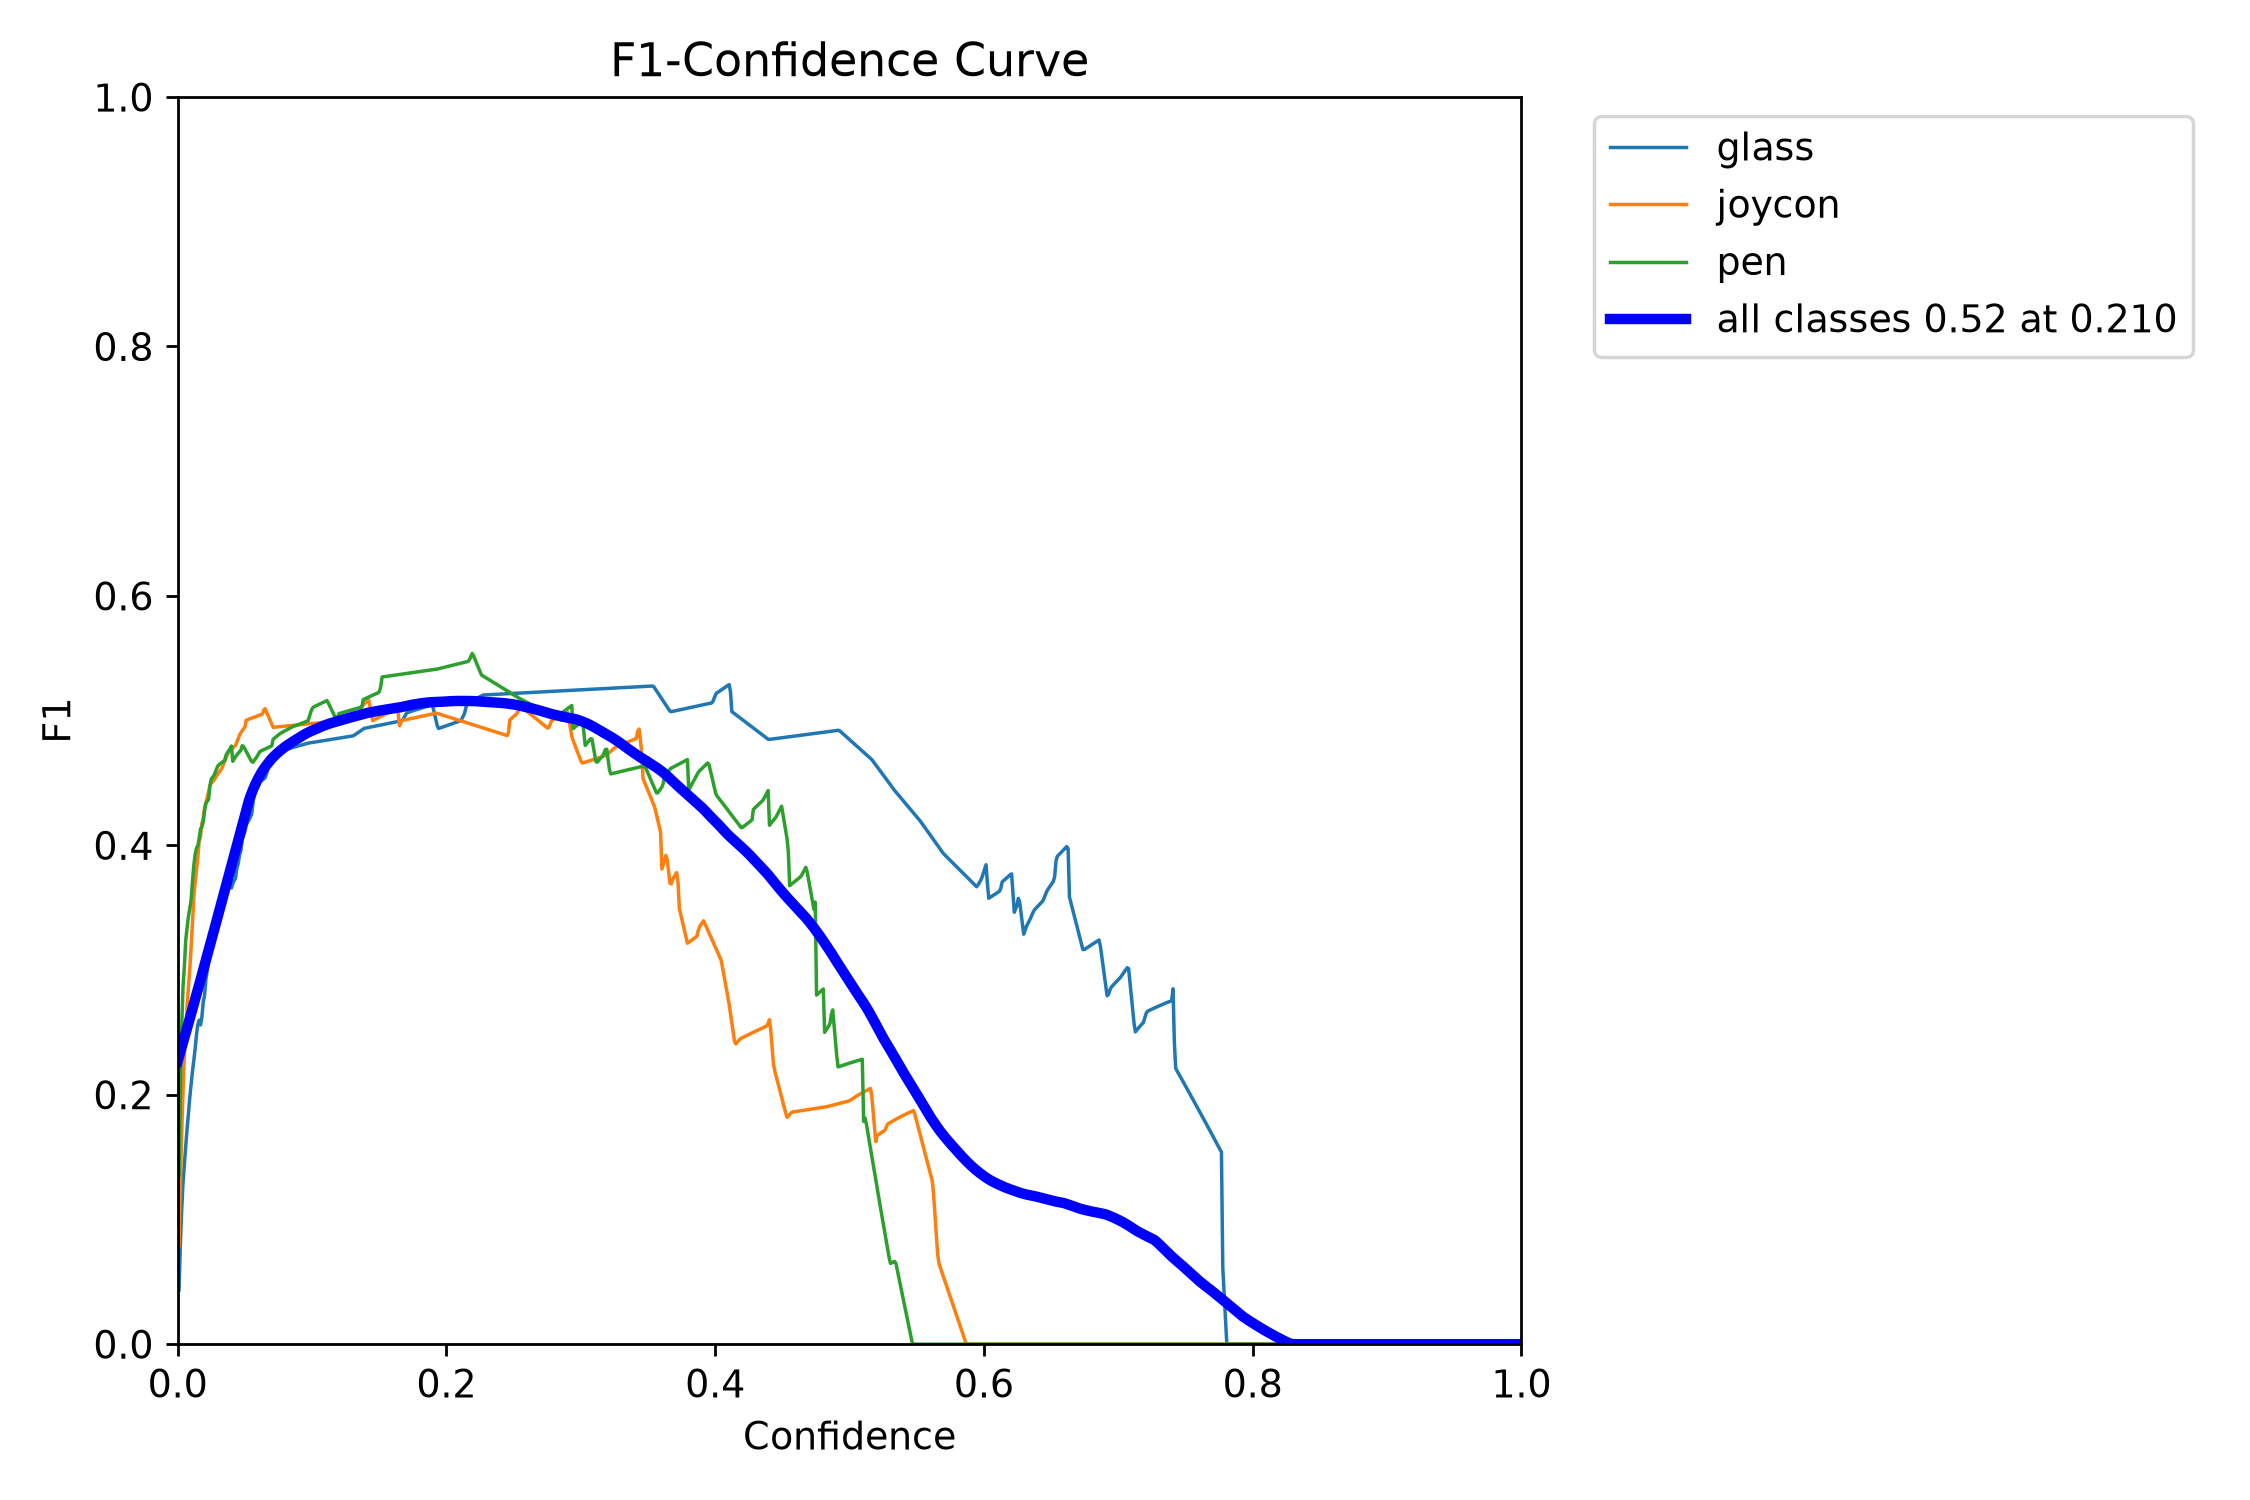 F1-Confidence Curve
1.0
0.8
0.6
0.4
0.2
0.0
F1
0.0 0.2 0.4 0.6 0.8 1.0
Confidence
glass
joycon
pen
all classes 0.52 at 0.210